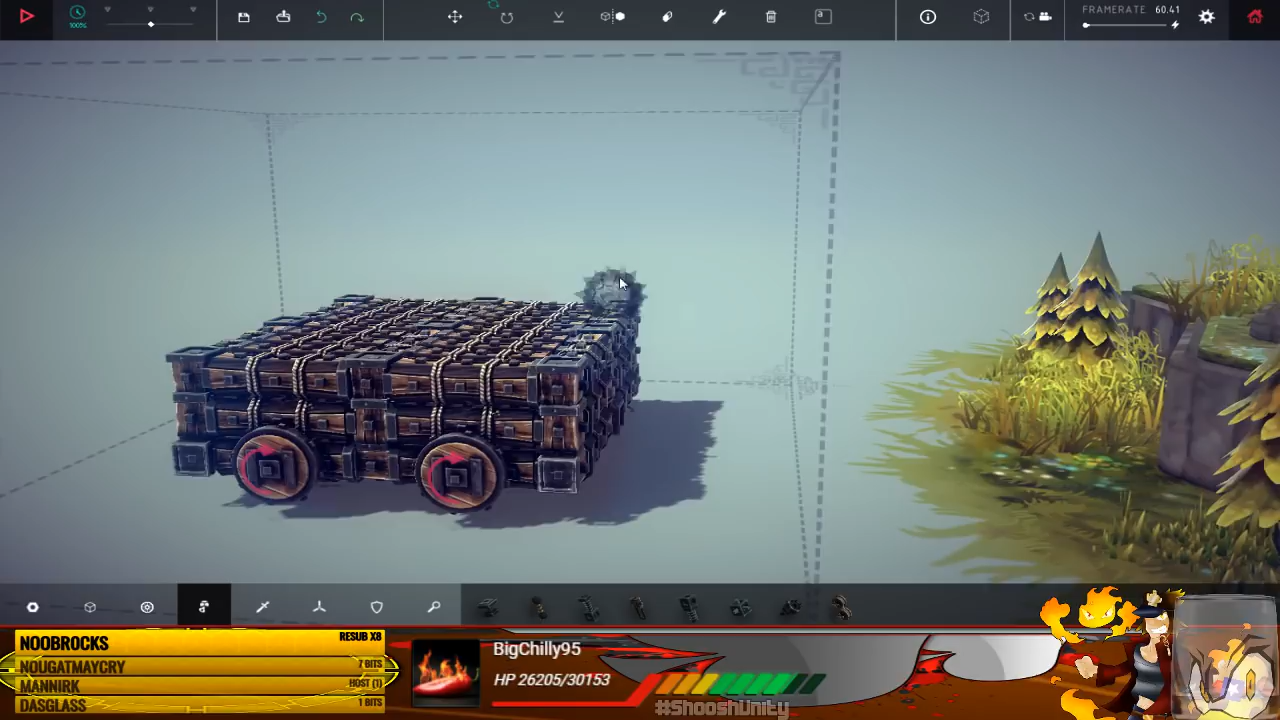 100%
a
FRAMERATE 60.41
NOOBROCKS RESUB X8
NOUGATMAYCRY 7 BITS
MANNIRK HOST (1)
DASGLASS 1 BITS
BigChilly95
HP 26205/30153
#ShooshUnity